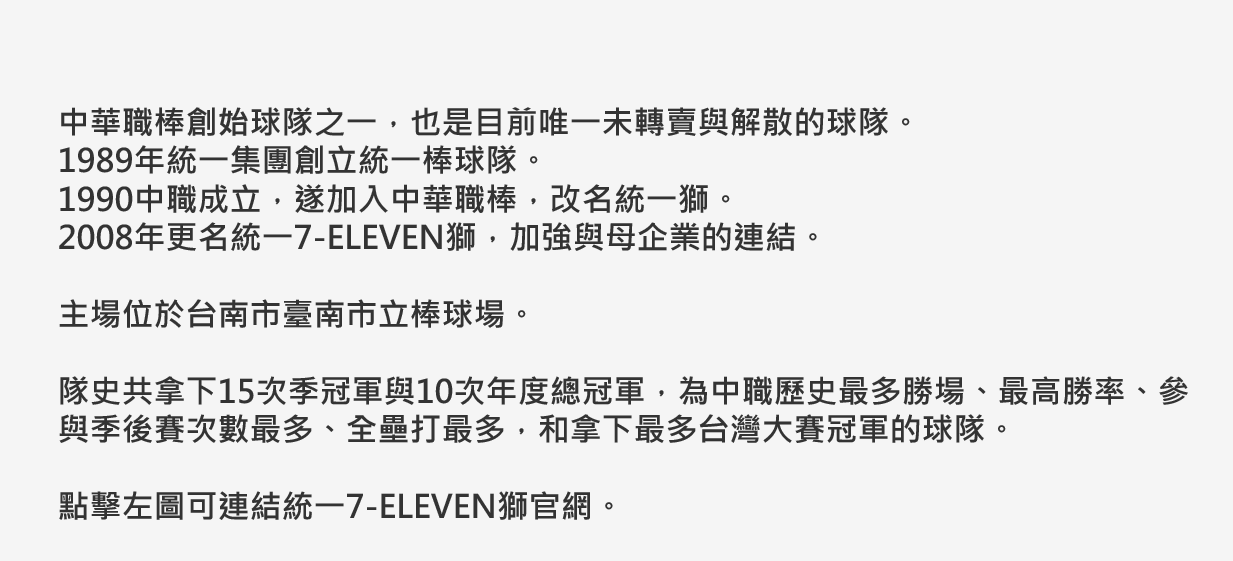 中華職棒創始球隊之一，也是目前唯一未轉賣與解散的球隊。
1989年統一集團創立統一棒球隊。
1990中職成立，遂加入中華職棒，改名統一獅。
2008年更名統一7-ELEVEN獅，加強與母企業的連結。
主場位於台南市臺南市立棒球場。
隊史共拿下15次季冠軍與10次年度總冠軍，為中職歷史最多勝場、最高勝率、參
與季後賽次數最多、全壘打最多，和拿下最多台灣大賽冠軍的球隊。
點擊左圖可連結統一7-ELEVEN獅官網。